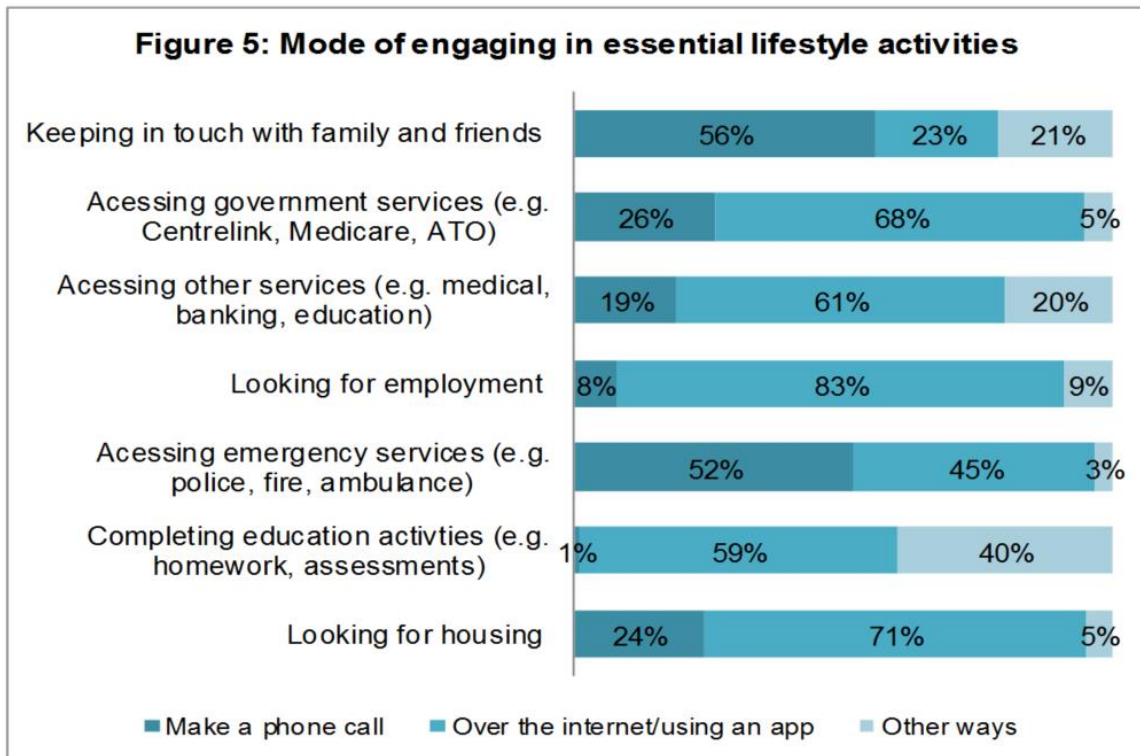 Figure 5: Mode of engaging in essential lifestyle activities
Keeping in touch with family and friends
56% 23% 21%
Acessing government services (e.g.
Centrelink, Medicare, ATO)
26% 68% 5%
Acessing other services (e.g. medical,
banking, education)
19% 61% 20%
Looking for employment
8% 83% 9%
Acessing emergency services (e.g.
police, fire, ambulance)
52% 45% 3%
Completing education activties (e.g.
homework, assessments)
1% 59% 40%
Looking for housing
24% 71% 5%
Make a phone call Over the internet/using an app Other ways